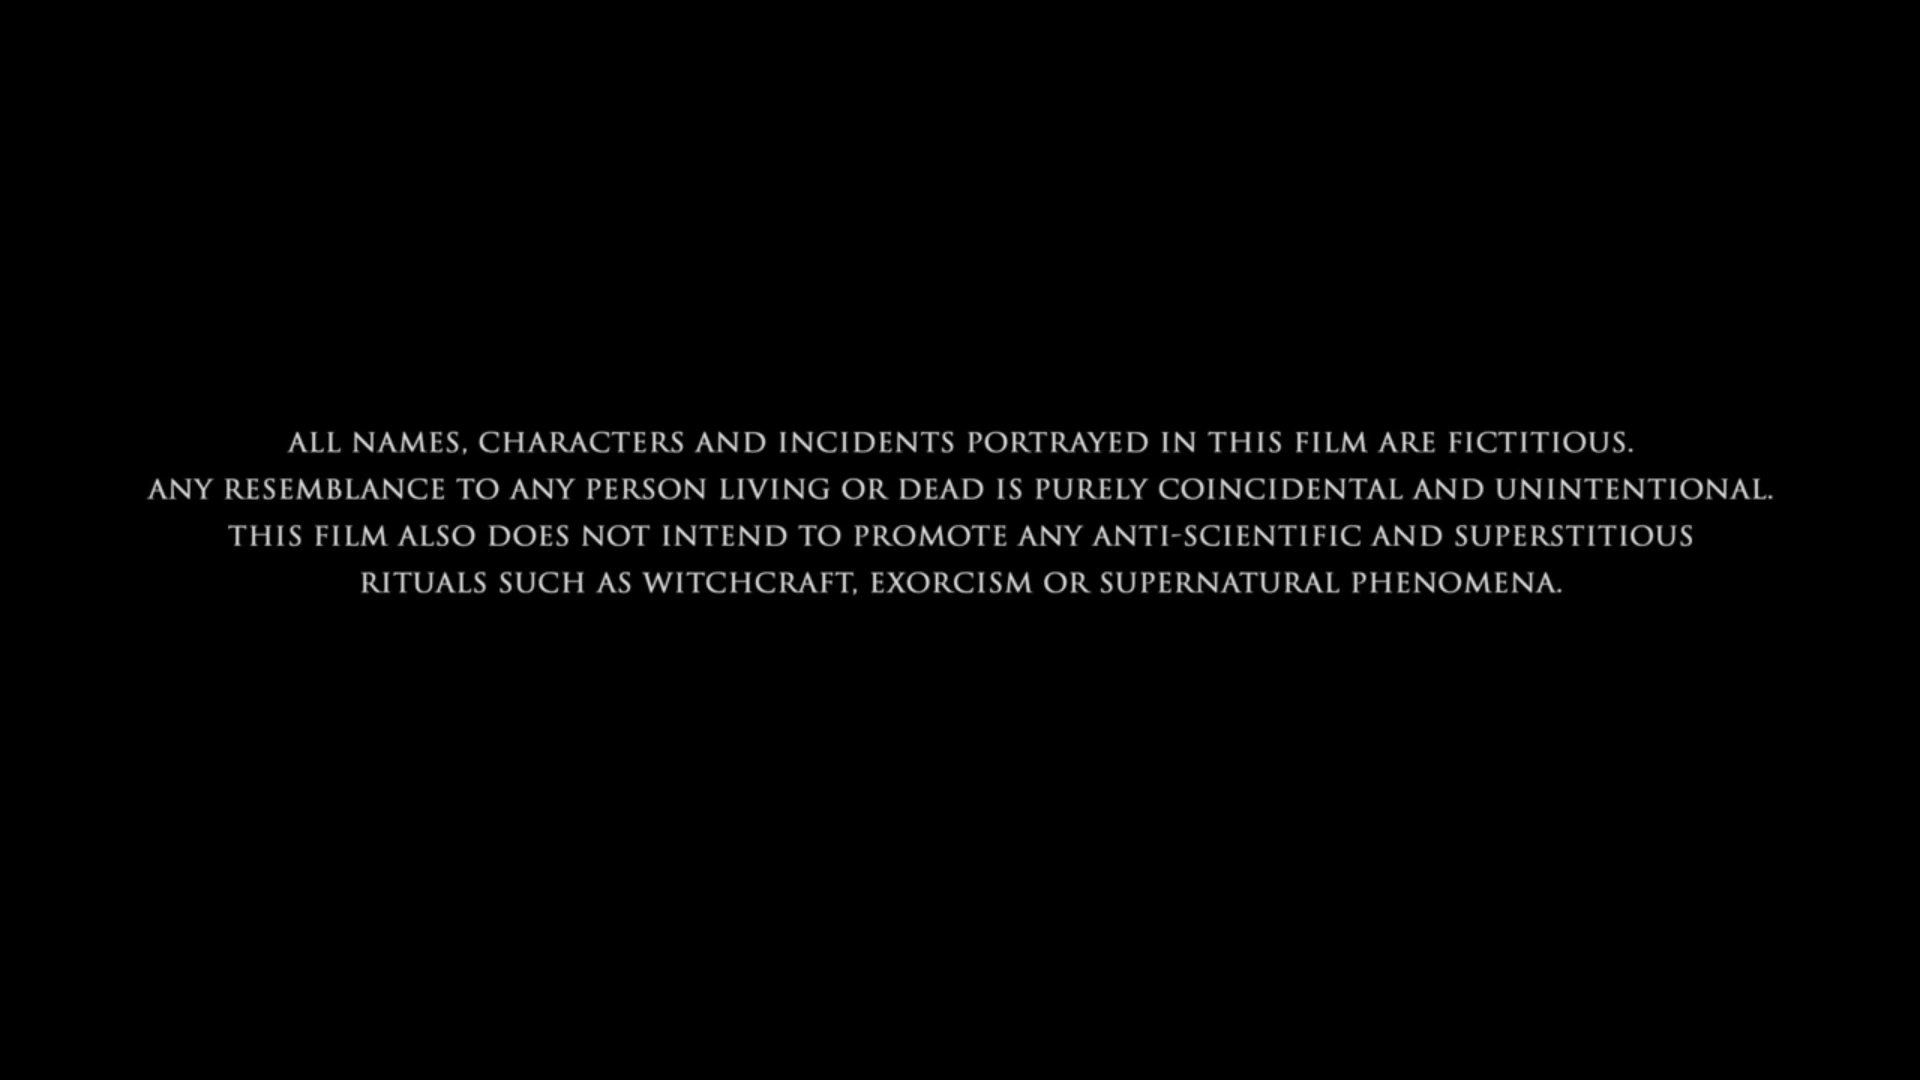 ALL NAMES, CHARACTERS AND INCIDENTS PORTRAYED IN THIS FILM ARE FICTITIOUS.
ANY RESEMBLANCE TO ANY PERSON LIVING OR DEAD IS PURELY COINCIDENTAL AND UNINTENTIONAL.
THIS FILM ALSO DOES NOT INTEND TO PROMOTE ANY ANTI-SCIENTIFIC AND SUPERSTITIOUS
RITUALS SUCH AS WITCHCRAFT, EXORCISM OR SUPERNATURAL PHENOMENA.